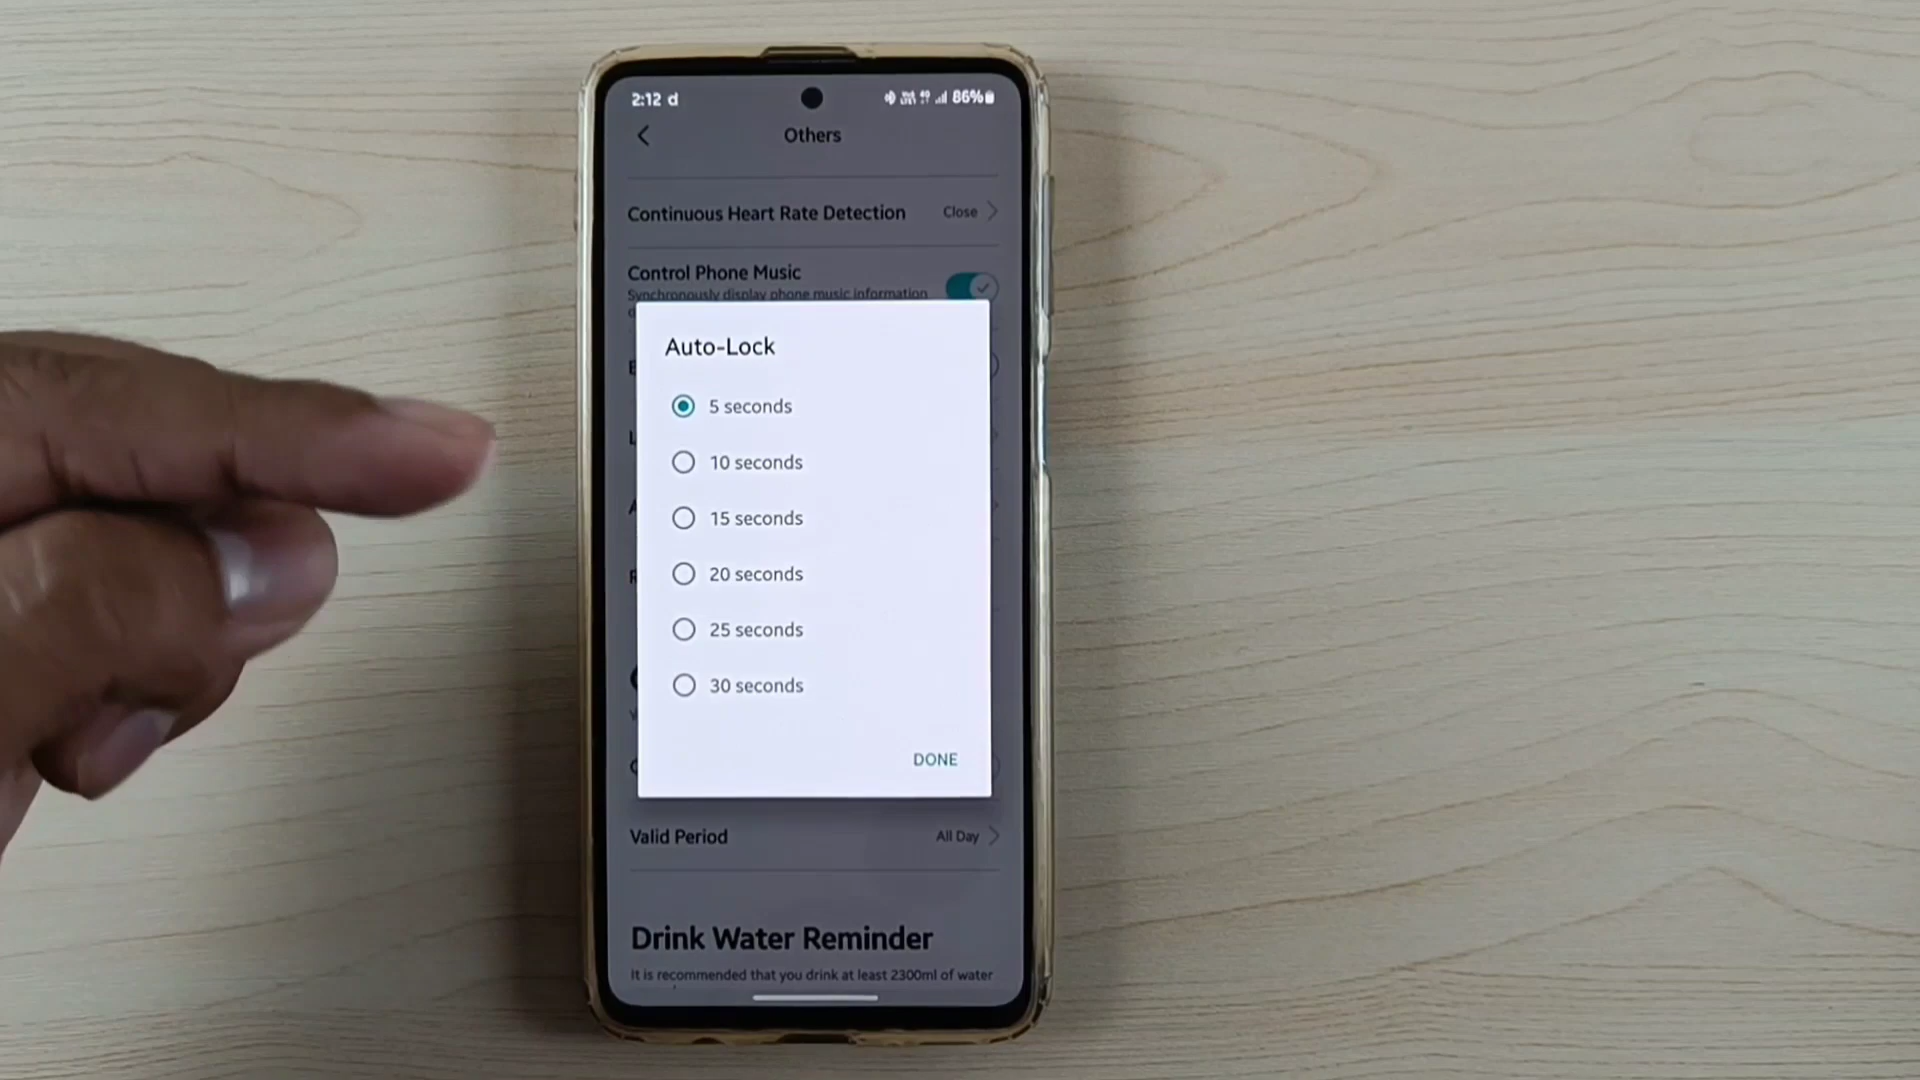 2:12 d
86%
Others
Continuous Heart Rate Detection Close
Control Phone Music
Synchronously display phone music information
Auto-Lock
5 seconds
10 seconds
15 seconds
20 seconds
25 seconds
30 seconds
DONE
Valid Period All Day
Drink Water Reminder
It is recommended that you drink at least 2300ml of water